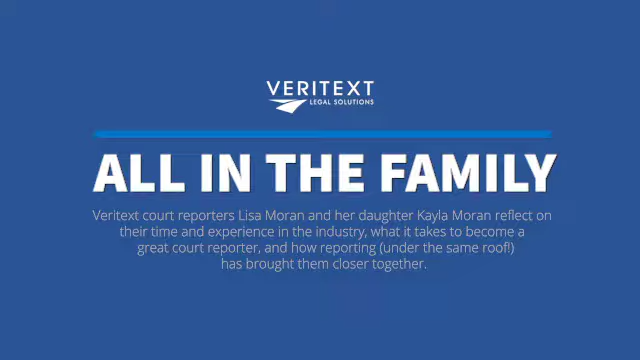 VERITEXT
LEGAL SOLUTIONS
ALL IN THE FAMILY
Veritext court reporters Lisa Moran and her daughter Kayla Moran reflect on
their time and experience in the industry, what it takes to become a
great court reporter, and how reporting (under the same roof!)
has brought them closer together.